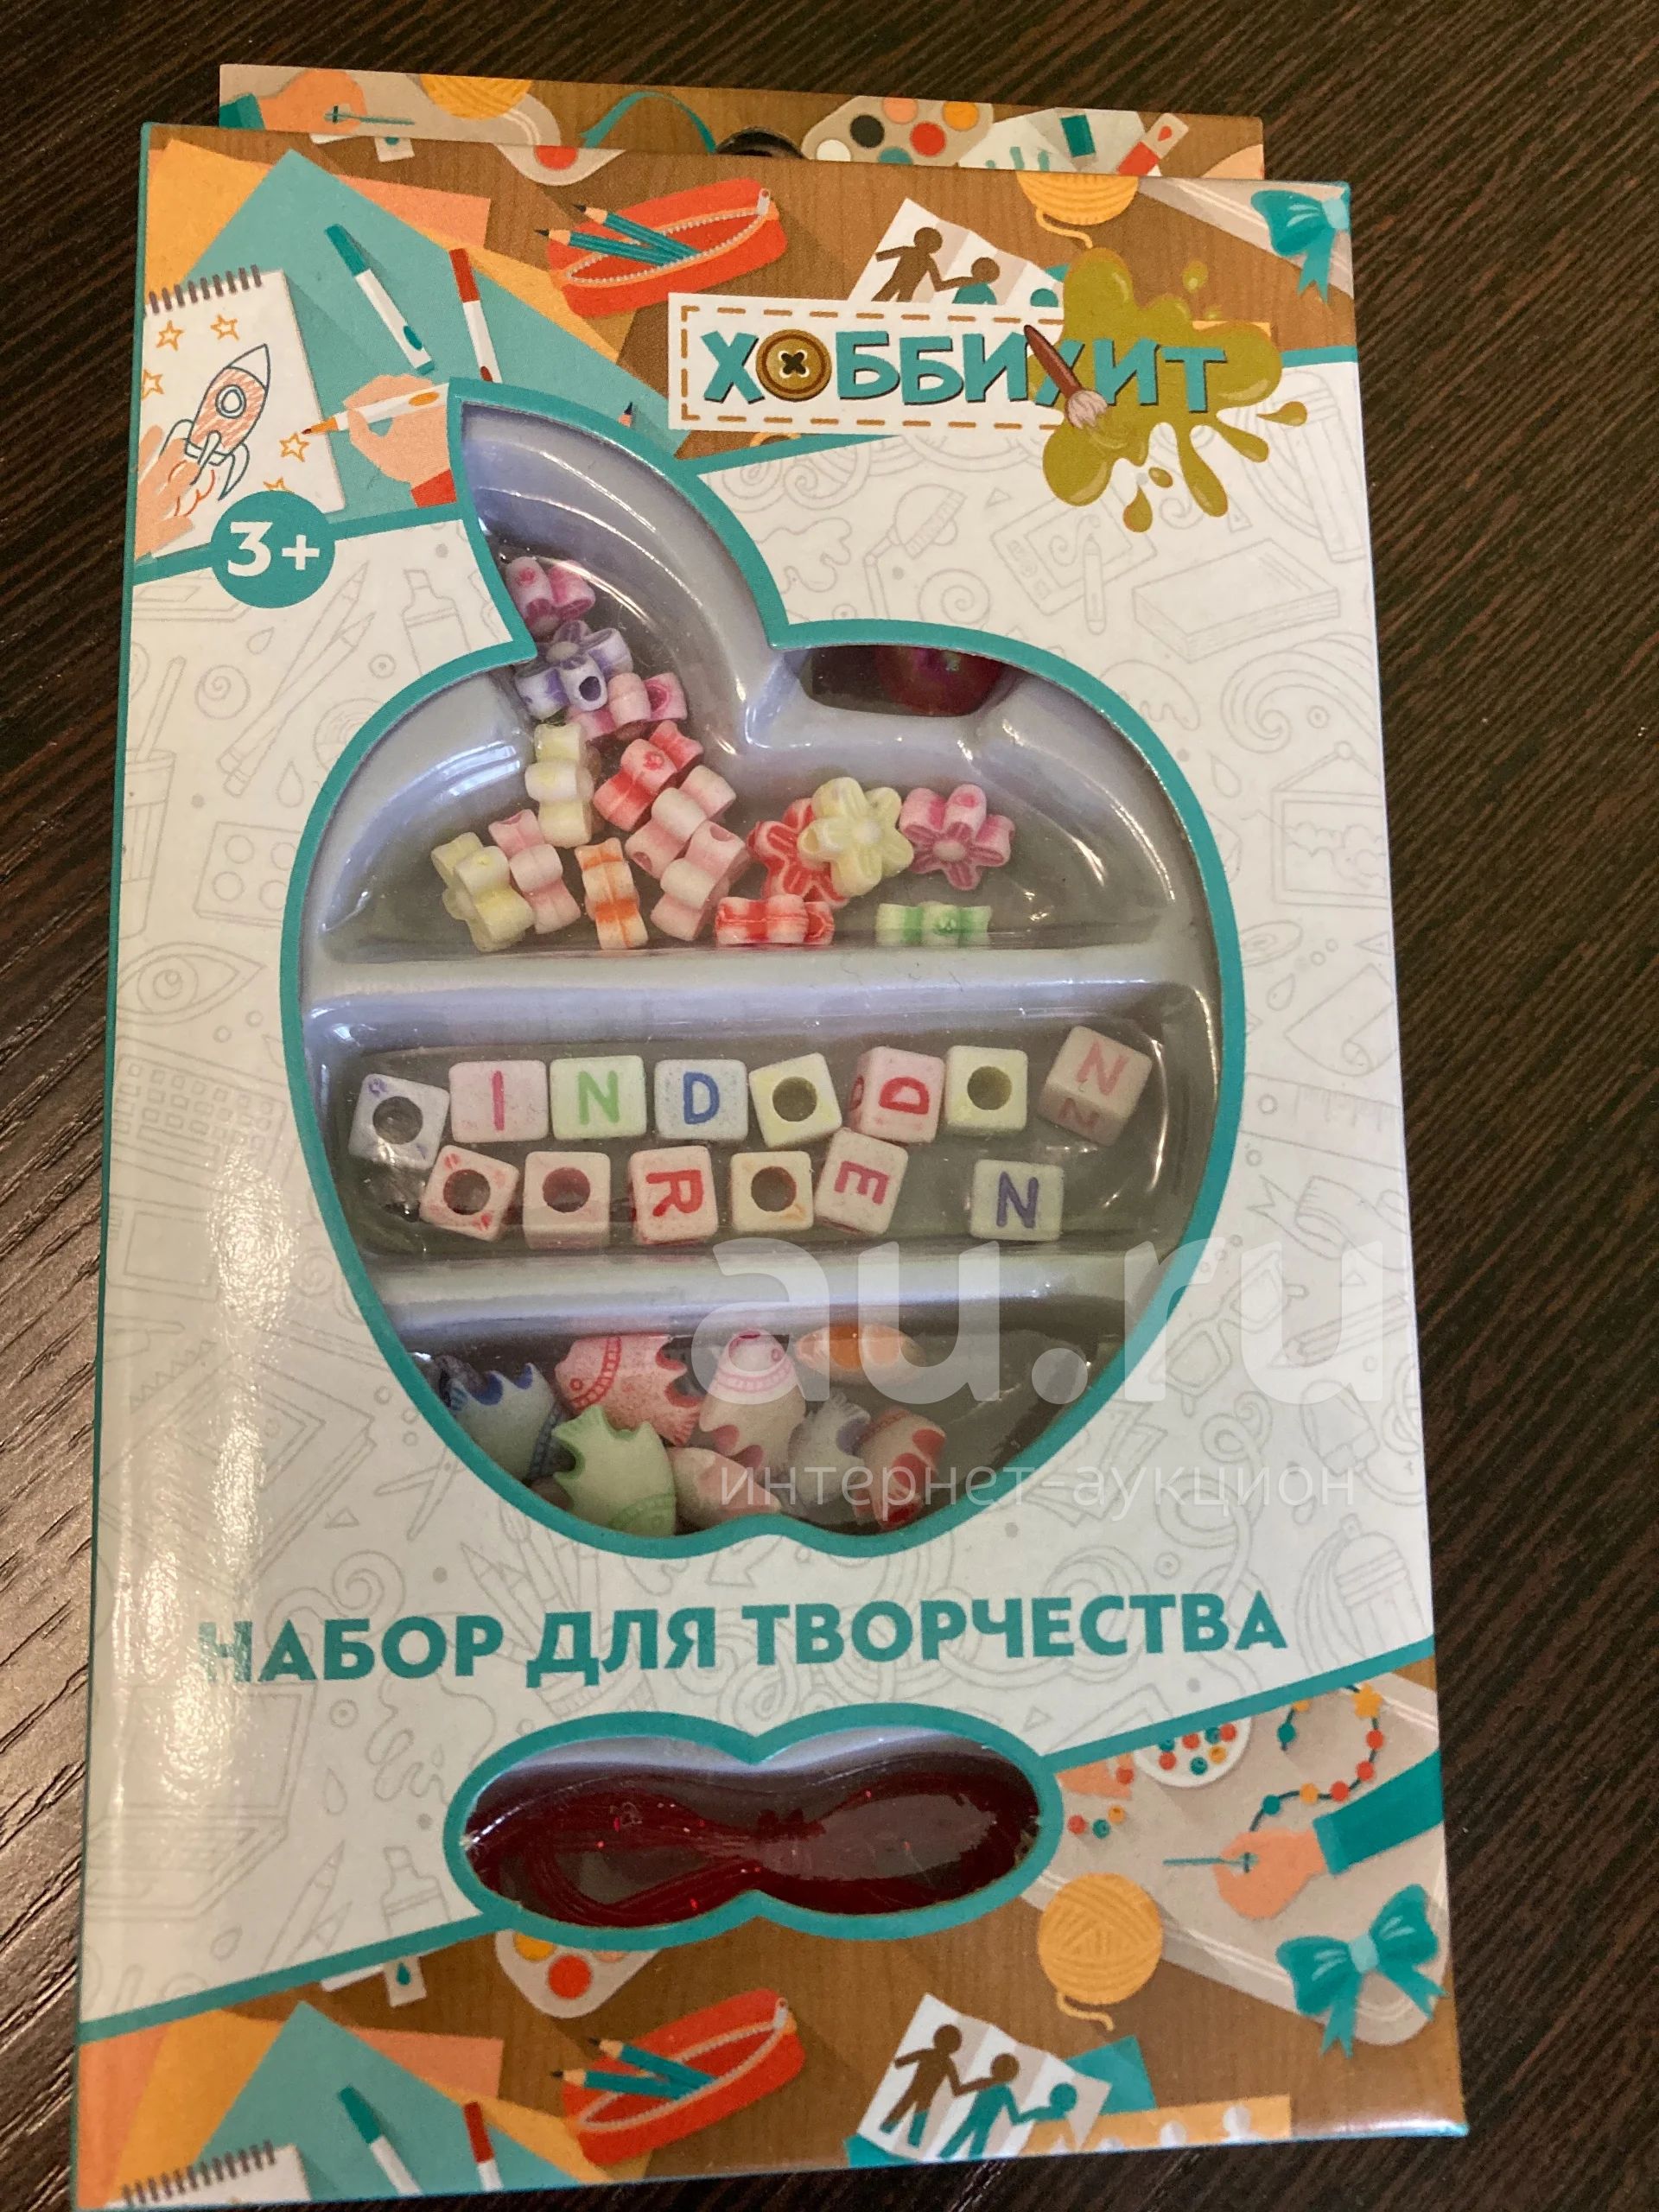 ХОББИХИТ
3+
I N D D N
R E N
au.ru
интернет-аукцион
НАБОР ДЛЯ ТВОРЧЕСТВА